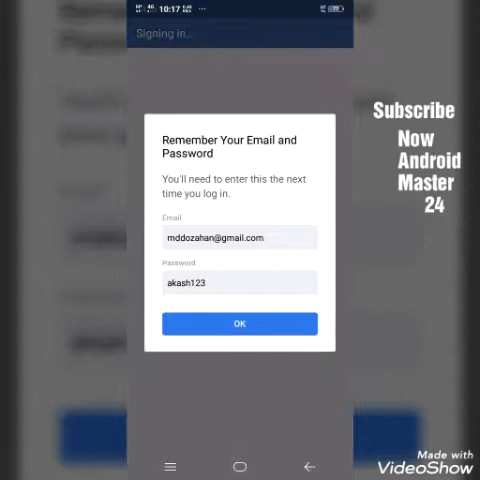 10:17
Signing in...
Remember Your Email and
Password
You'll need to enter this the next
time you log in.
Email
mddozahan@gmail.com
Password
akash123
OK
Subscribe
Now
Android
Master
24
Made with
VideoShow